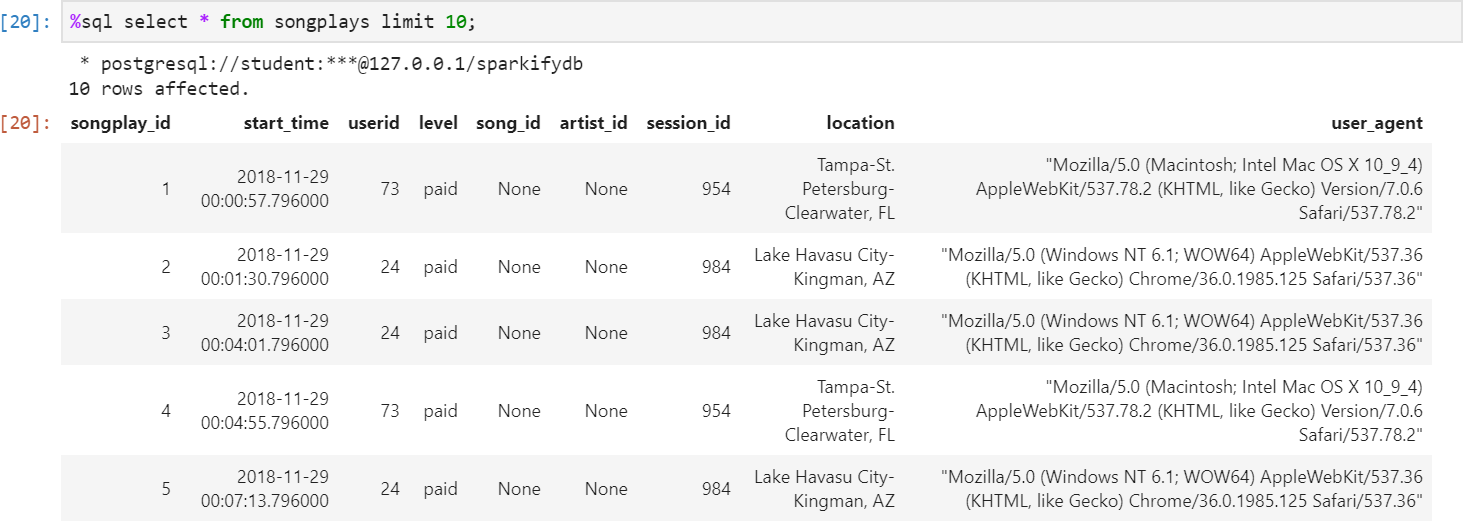 [20]: %sql select * from songplays limit 10;
* postgresql://student:***@127.0.0.1/sparkifydb
10 rows affected.
[20]: songplay_id start_time userid level song_id artist_id session_id location user_agent
1 2018-11-29 00:00:57.796000 73 paid None None 954 Tampa-St. Petersburg-Clearwater, FL "Mozilla/5.0 (Macintosh; Intel Mac OS X 10_9_4) AppleWebKit/537.78.2 (KHTML, like Gecko) Version/7.0.6 Safari/537.78.2"
2 2018-11-29 00:01:30.796000 24 paid None None 984 Lake Havasu City-Kingman, AZ "Mozilla/5.0 (Windows NT 6.1; WOW64) AppleWebKit/537.36 (KHTML, like Gecko) Chrome/36.0.1985.125 Safari/537.36"
3 2018-11-29 00:04:01.796000 24 paid None None 984 Lake Havasu City-Kingman, AZ "Mozilla/5.0 (Windows NT 6.1; WOW64) AppleWebKit/537.36 (KHTML, like Gecko) Chrome/36.0.1985.125 Safari/537.36"
4 2018-11-29 00:04:55.796000 73 paid None None 954 Tampa-St. Petersburg-Clearwater, FL "Mozilla/5.0 (Macintosh; Intel Mac OS X 10_9_4) AppleWebKit/537.78.2 (KHTML, like Gecko) Version/7.0.6 Safari/537.78.2"
5 2018-11-29 00:07:13.796000 24 paid None None 984 Lake Havasu City-Kingman, AZ "Mozilla/5.0 (Windows NT 6.1; WOW64) AppleWebKit/537.36 (KHTML, like Gecko) Chrome/36.0.1985.125 Safari/537.36"